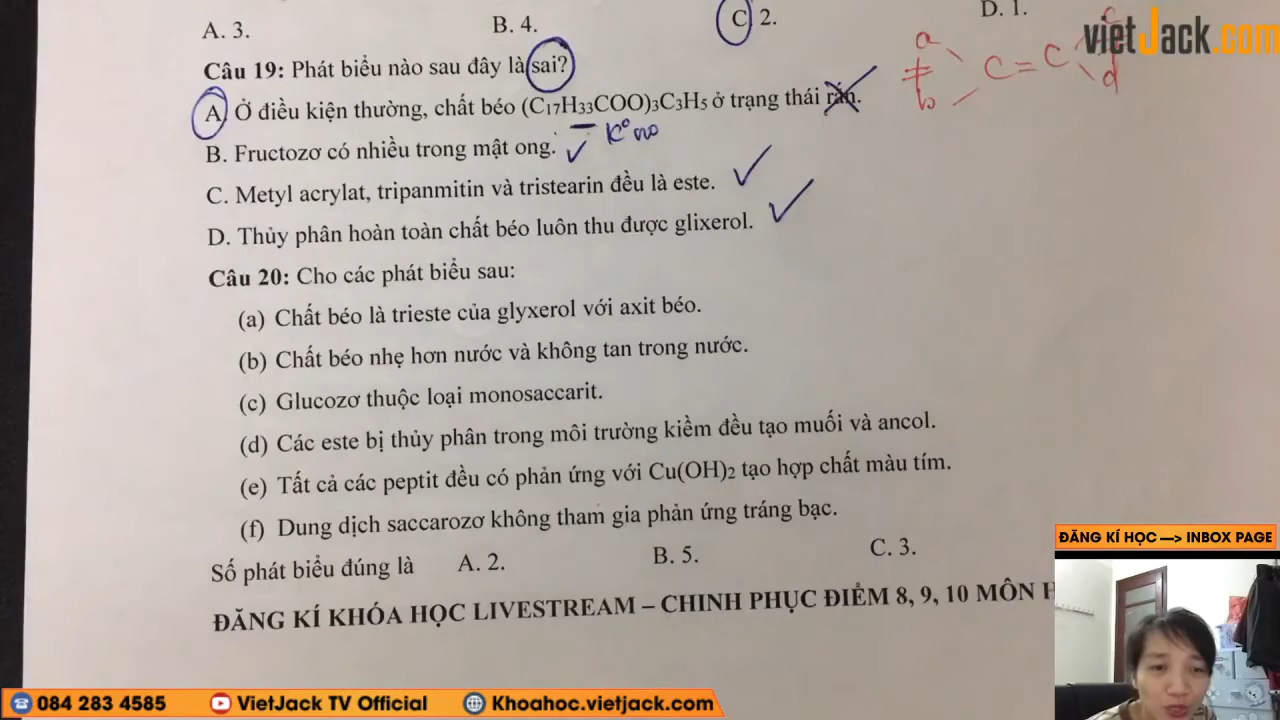 A. 3. B. 4. C 2. D. 1.
vietJack.com
Câu 19: Phát biểu nào sau đây là sai?
a
c
C = C
b
d
A. Ở điều kiện thường, chất béo (C17H33COO)3C3H5 ở trạng thái rắn.
K° no
B. Fructozơ có nhiều trong mật ong.
C. Metyl acrylat, tripanmitin và tristearin đều là este.
D. Thủy phân hoàn toàn chất béo luôn thu được glixerol.
Câu 20: Cho các phát biểu sau:
(a) Chất béo là trieste của glyxerol với axit béo.
(b) Chất béo nhẹ hơn nước và không tan trong nước.
(c) Glucozơ thuộc loại monosaccarit.
(d) Các este bị thủy phân trong môi trường kiềm đều tạo muối và ancol.
(e) Tất cả các peptit đều có phản ứng với Cu(OH)2 tạo hợp chất màu tím.
(f) Dung dịch saccarozơ không tham gia phản ứng tráng bạc.
Số phát biểu đúng là A. 2. B. 5. C. 3.
ĐĂNG KÍ HỌC —> INBOX PAGE
ĐĂNG KÍ KHÓA HỌC LIVESTREAM – CHINH PHỤC ĐIỂM 8, 9, 10 MÔN
084 283 4585 VietJack TV Official Khoahoc.vietjack.com